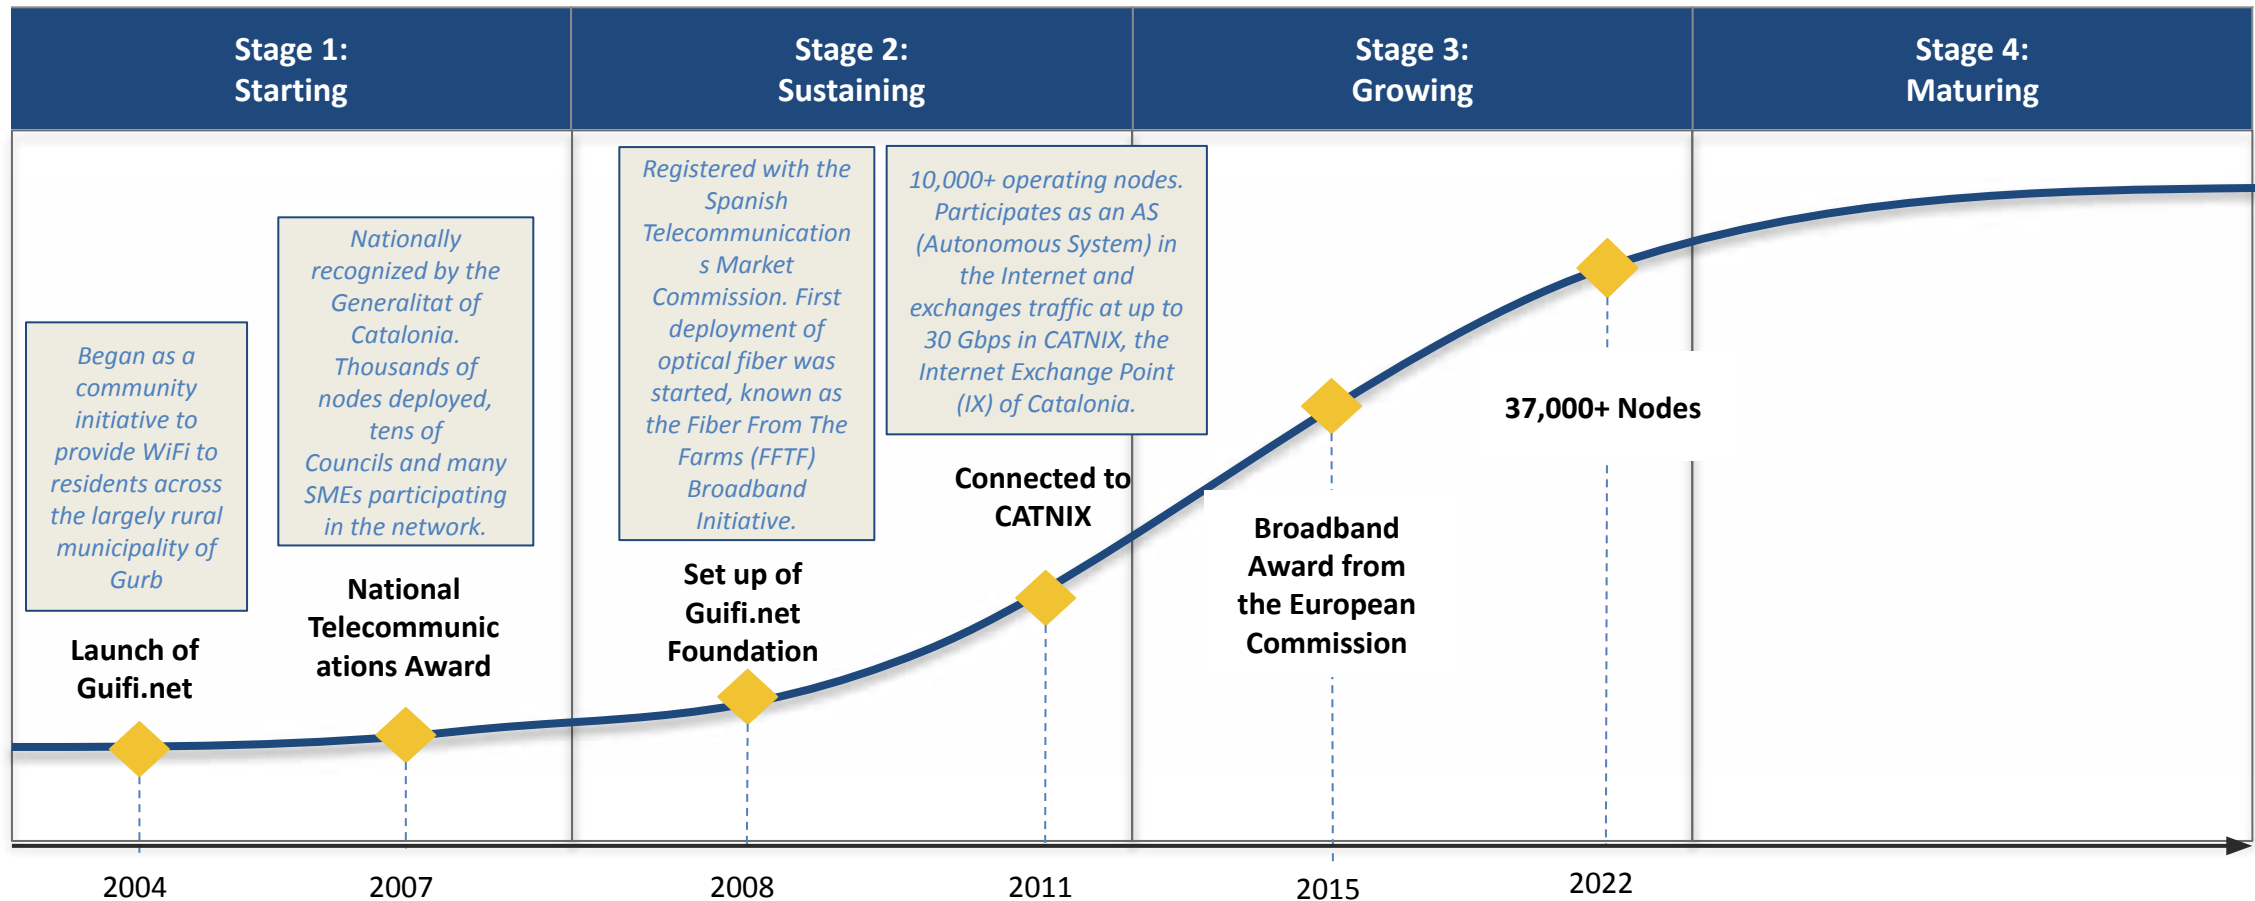 Stage 1:
Starting
Stage 2:
Sustaining
Stage 3:
Growing
Stage 4:
Maturing
Began as a
community
initiative to
provide WiFi to
residents across
the largely rural
municipality of
Gurb
Launch of
Guifi.net
Nationally
recognized by the
Generalitat of
Catalonia.
Thousands of
nodes deployed,
tens of
Councils and many
SMEs participating
in the network.
National
Telecommunic
ations Award
Registered with the
Spanish
Telecommunication
s Market
Commission. First
deployment of
optical fiber was
started, known as
the Fiber From The
Farms (FFTF)
Broadband
Initiative.
Set up of
Guifi.net
Foundation
10,000+ operating nodes.
Participates as an AS
(Autonomous System) in
the Internet and
exchanges traffic at up to
30 Gbps in CATNIX, the
Internet Exchange Point
(IX) of Catalonia.
Connected to
CATNIX
Broadband
Award from
the European
Commission
37,000+ Nodes
2004
2007
2008
2011
2015
2022